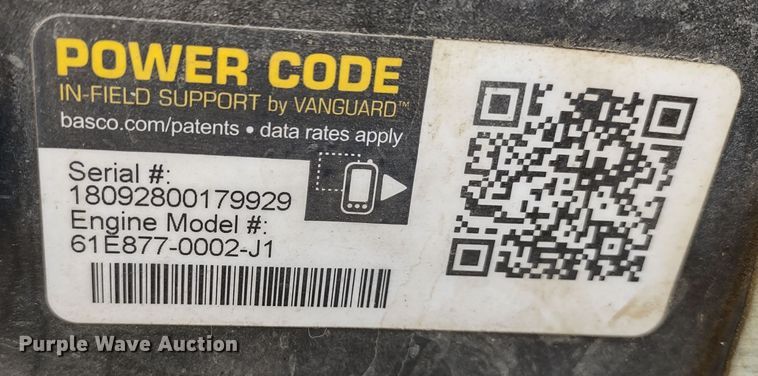 POWER CODE
IN-FIELD SUPPORT by VANGUARD™
basco.com/patents • data rates apply
Serial #:
18092800179929
Engine Model #:
61E877-0002-J1
Purple Wave Auction